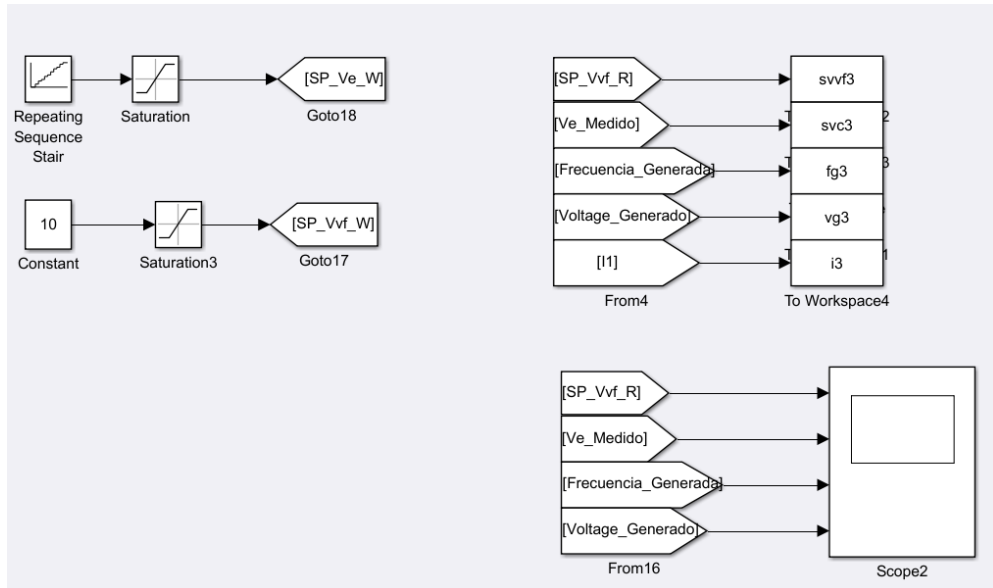 [SP_Ve_W]
Repeating
Sequence
Stair
Saturation
Goto18
10
[SP_Vvf_W]
Constant
Saturation3
Goto17
[SP_Vvf_R]
svvf3
[Ve_Medido]
svc3
[Frecuencia_Generada]
fg3
[Voltage_Generado]
vg3
[I1]
i3
From4
To Workspace4
[SP_Vvf_R]
[Ve_Medido]
[Frecuencia_Generada]
[Voltage_Generado]
From16
Scope2